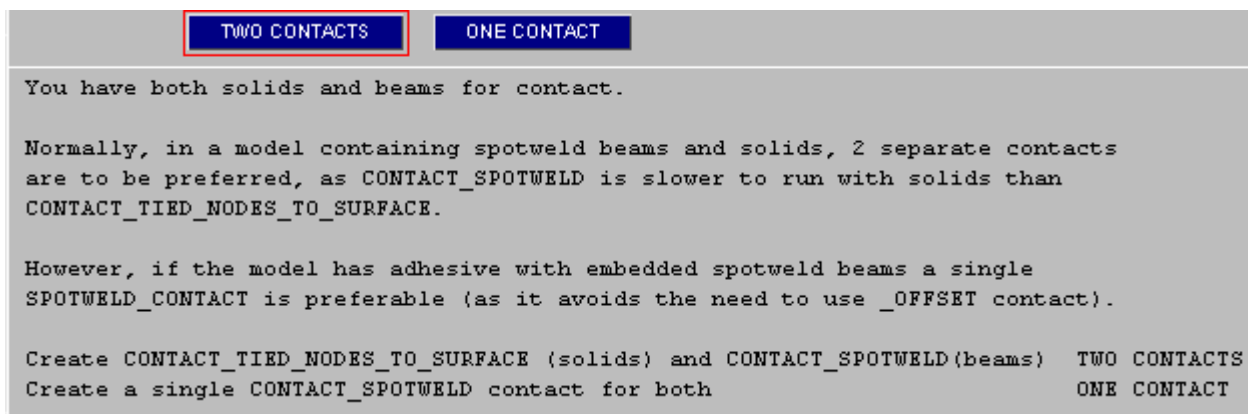 TWO CONTACTS ONE CONTACT
You have both solids and beams for contact.
Normally, in a model containing spotweld beams and solids, 2 separate contacts
are to be preferred, as CONTACT_SPOTWELD is slower to run with solids than
CONTACT_TIED_NODES_TO_SURFACE.
However, if the model has adhesive with embedded spotweld beams a single
SPOTWELD_CONTACT is preferable (as it avoids the need to use _OFFSET contact).
Create CONTACT_TIED_NODES_TO_SURFACE (solids) and CONTACT_SPOTWELD(beams) TWO CONTACTS
Create a single CONTACT_SPOTWELD contact for both ONE CONTACT